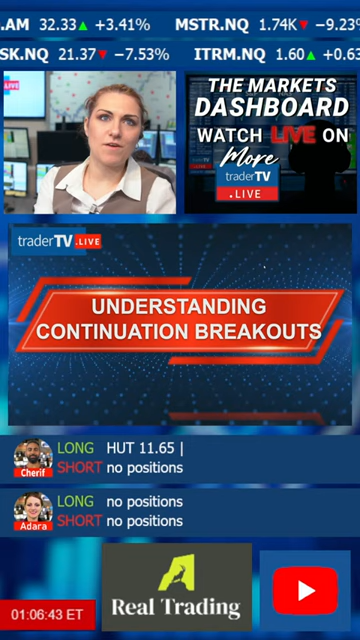 .AM 32.33▲ +3.41% MSTR.NQ 1.74K▼ −9.23%
SK.NQ 21.37▼ −7.53% ITRM.NQ 1.60▲ +0.63
LIVE
THE MARKETS
DASHBOARD
WATCH LIVE ON
More
traderTV
.LIVE
traderTV.LIVE
UNDERSTANDING
CONTINUATION BREAKOUTS
LONG HUT 11.65 |
SHORT no positions
Cherif
LONG no positions
SHORT no positions
Adara
01:06:43 ET
Real Trading